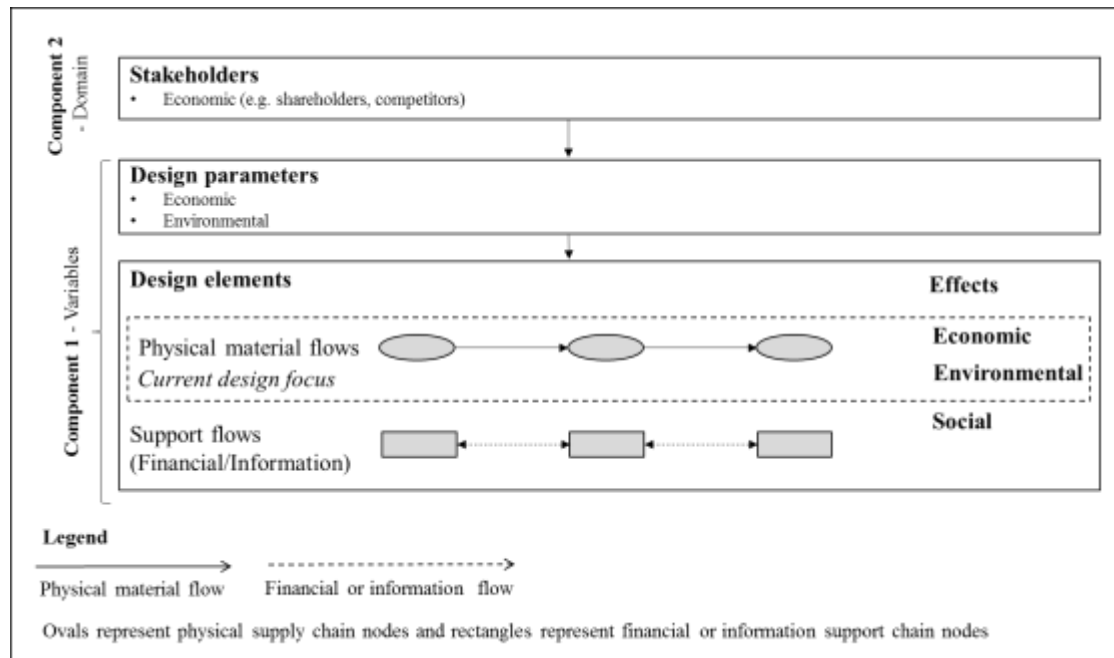 Component 2
- Domain
Stakeholders
• Economic (e.g. shareholders, competitors)
Component 1 - Variables
Design parameters
• Economic
• Environmental
Design elements
Effects
Physical material flows
Current design focus
Economic
Environmental
Support flows
(Financial/Information)
Social
Legend
Physical material flow
Financial or information flow
Ovals represent physical supply chain nodes and rectangles represent financial or information support chain nodes